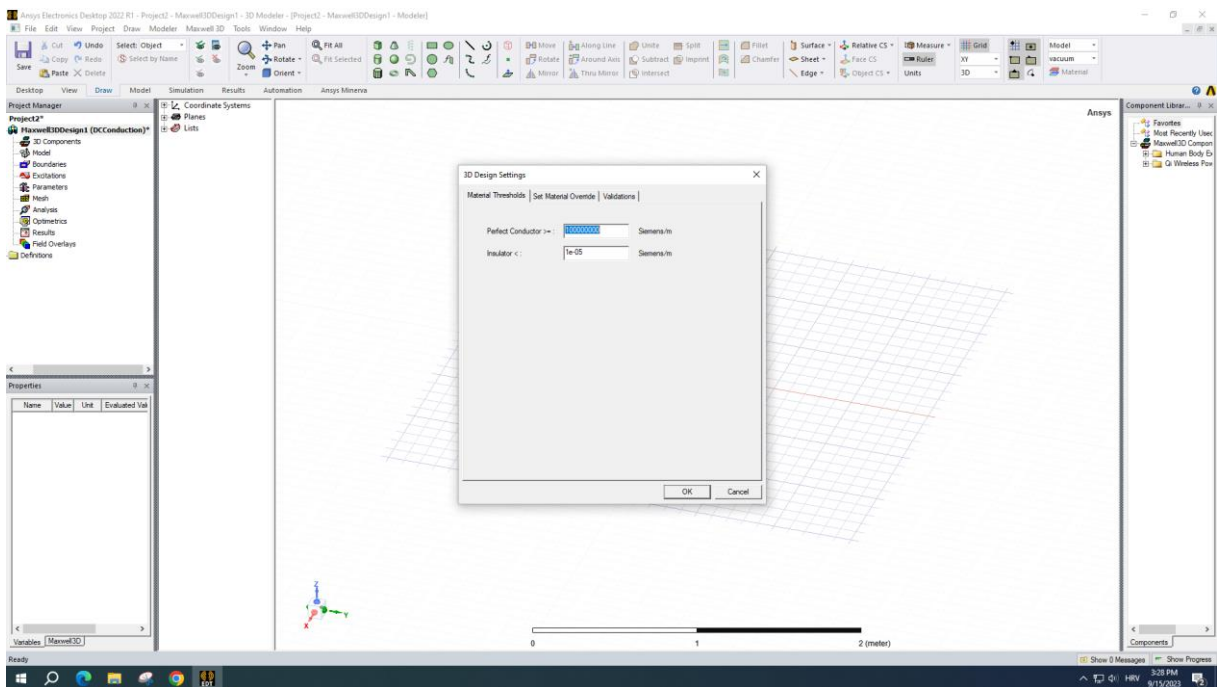 Ansys Electronics Desktop 2022 R1 - Project2 - Maxwell3DDesign1 - 3D Modeler - [Project2 - Maxwell3DDesign1 - Modeler]
File Edit View Project Draw Modeler Maxwell 3D Tools Window Help
Save
Cut Undo
Copy Redo
Paste Delete
Select: Object
Select by Name
Zoom
Pan
Rotate
Orient
Fit All
Fit Selected
Move Along Line Unite Split
Rotate Around Axis Subtract Imprint
Mirror Thru Mirror Intersect
Fillet
Chamfer
Surface Relative CS Measure
Sheet Face CS Ruler
Edge Object CS Units
Grid
XY
3D
Model
vacuum
Material
Desktop View Draw Model Simulation Results Automation Ansys Minerva
Project Manager
Project2*
Maxwell3DDesign1 (DCConduction)*
3D Components
Model
Boundaries
Excitations
Parameters
Mesh
Analysis
Optimetrics
Results
Field Overlays
Definitions
Coordinate Systems
Planes
Lists
Properties
Name Value Unit Evaluated Val
Variables Maxwell3D
3D Design Settings
Material Thresholds Set Material Override Validations
Perfect Conductor >= : 100000000 Siemens/m
Insulator < : 1e-05 Siemens/m
OK Cancel
Ansys
Z
Y
X
0 1 2 (meter)
Component Librar...
Favorites
Most Recently Usec
Maxwell3D Compon
Human Body Ex
Qi Wireless Pow
Components
Ready
Show 0 Messages Show Progress
EDT
HRV
3:28 PM
9/15/2023